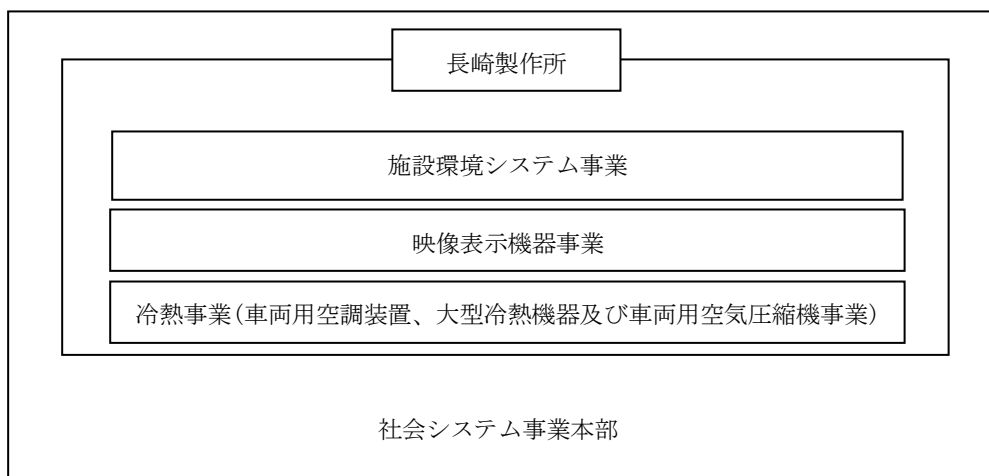 長崎製作所
施設環境システム事業
映像表示機器事業
冷熱事業(車両用空調装置、大型冷熱機器及び車両用空気圧縮機事業)
社会システム事業本部